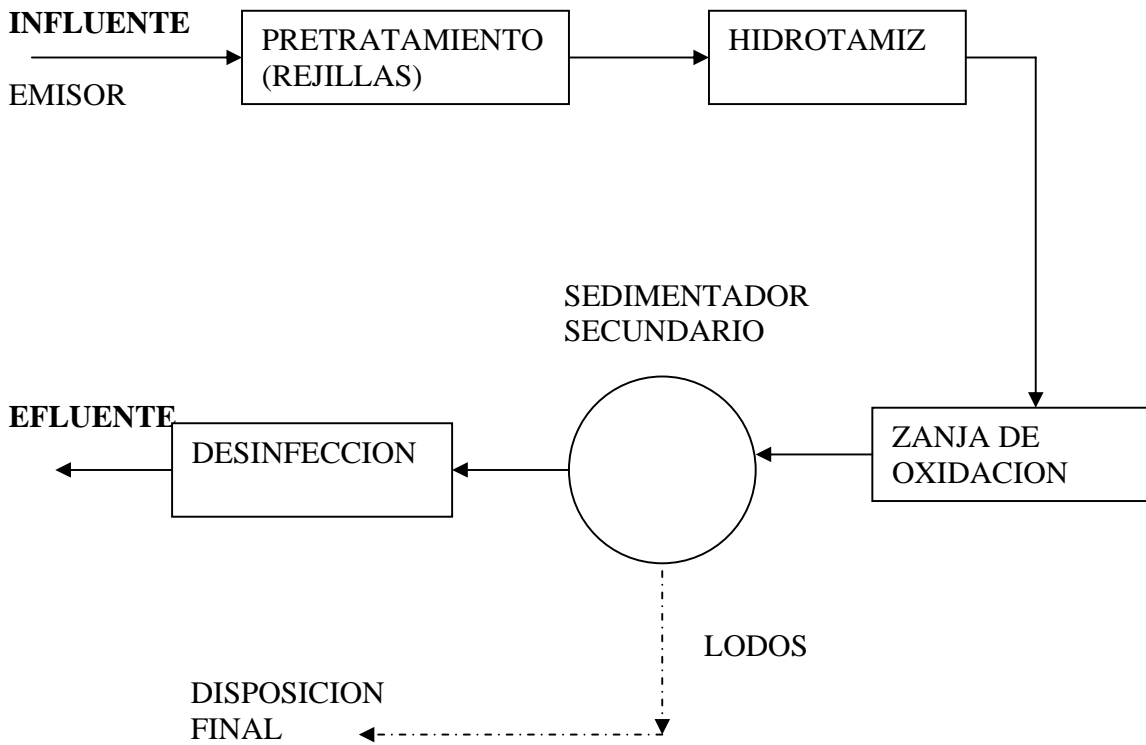 INFLUENTE
EMISOR
PRETRATAMIENTO
(REJILLAS)
HIDROTAMIZ
SEDIMENTADOR
SECUNDARIO
EFLUENTE
DESINFECCION
ZANJA DE
OXIDACION
LODOS
DISPOSICION
FINAL